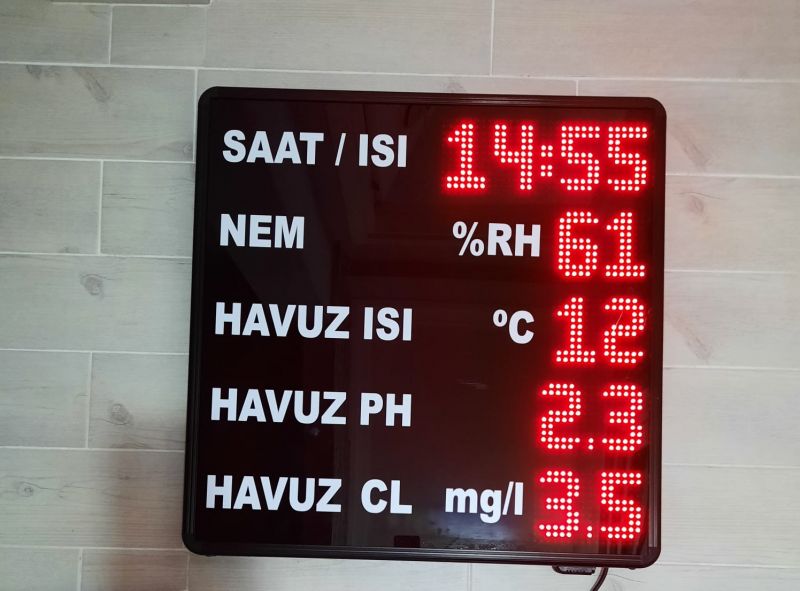 SAAT / ISI 14:55
NEM %RH 61
HAVUZ ISI ºC 12
HAVUZ PH 2.3
HAVUZ CL mg/l 3.5